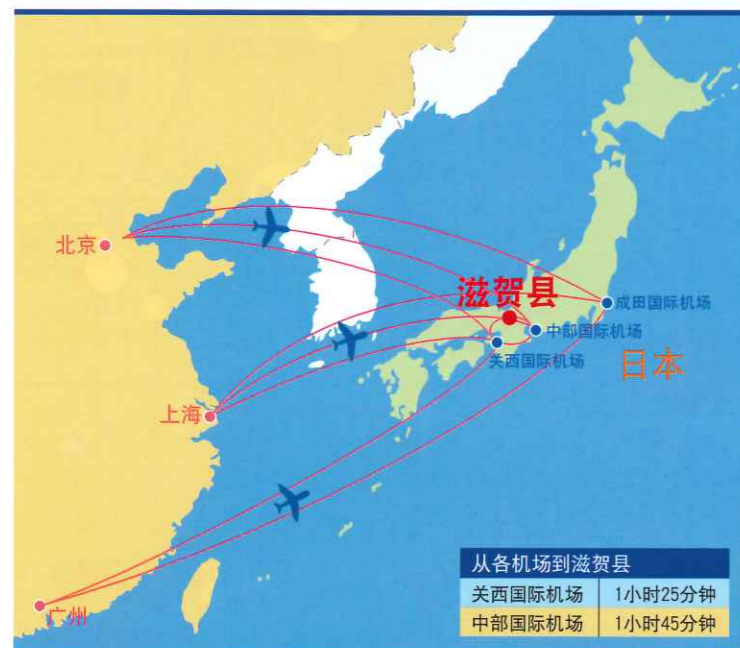 北京
滋贺县
成田国际机场
中部国际机场
关西国际机场
日本
上海
广州
从各机场到滋贺县
关西国际机场 1小时25分钟
中部国际机场 1小时45分钟